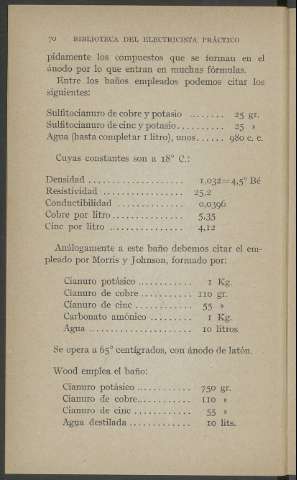 70 BIBLIOTECA DEL ELECTRICISTA PRÁCTICO
pidamente los compuestos que se forman en el
ánodo por lo que entran en muchas fórmulas.
Entre los baños empleados podemos citar los
siguientes:
Sulfitocianuro de cobre y potasio ........ 25 gr.
Sulfitocianuro de cinc y potasio.......... 25 »
Agua (hasta completar 1 litro), unos...... 980 c. c.
Cuyas constantes son a 18° C.:
Densidad ..................... 1,032=4,5° Bé
Resistividad .................. 25,2
Conductibilidad ............... 0,0396
Cobre por litro ................ 5,35
Cinc por litro ................. 4,12
Análogamente a este baño debemos citar el em-
pleado por Morris y Johnson, formado por:
Cianuro potásico ............ 1 Kg.
Cianuro de cobre ............ 110 gr.
Cianuro de cinc ............. 55 »
Carbonato amónico .......... 1 Kg.
Agua ....................... 10 litros
Se opera a 65° centígrados, con ánodo de latón.
Wood emplea el baño:
Cianuro potásico ............ 750 gr.
Cianuro de cobre............ 110 »
Cianuro de cinc ............. 55 »
Agua destilada .............. 10 lits.